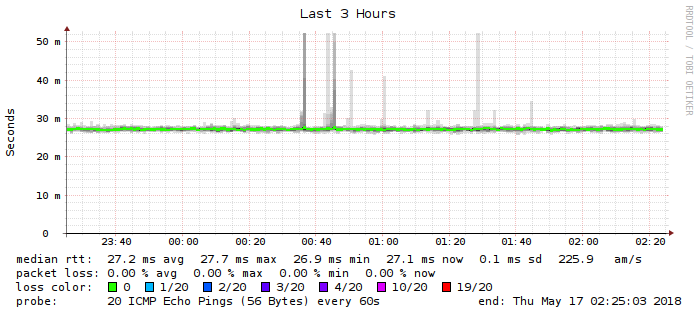 Last 3 Hours
RRDTOOL / TOBI OETIKER
Seconds
50 m
40 m
30 m
20 m
10 m
0
23:40 00:00 00:20 00:40 01:00 01:20 01:40 02:00 02:20
median rtt: 27.2 ms avg 27.7 ms max 26.9 ms min 27.1 ms now 0.1 ms sd 225.9 am/s
packet loss: 0.00 % avg 0.00 % max 0.00 % min 0.00 % now
loss color: 0 1/20 2/20 3/20 4/20 10/20 19/20
probe: 20 ICMP Echo Pings (56 Bytes) every 60s end: Thu May 17 02:25:03 2018